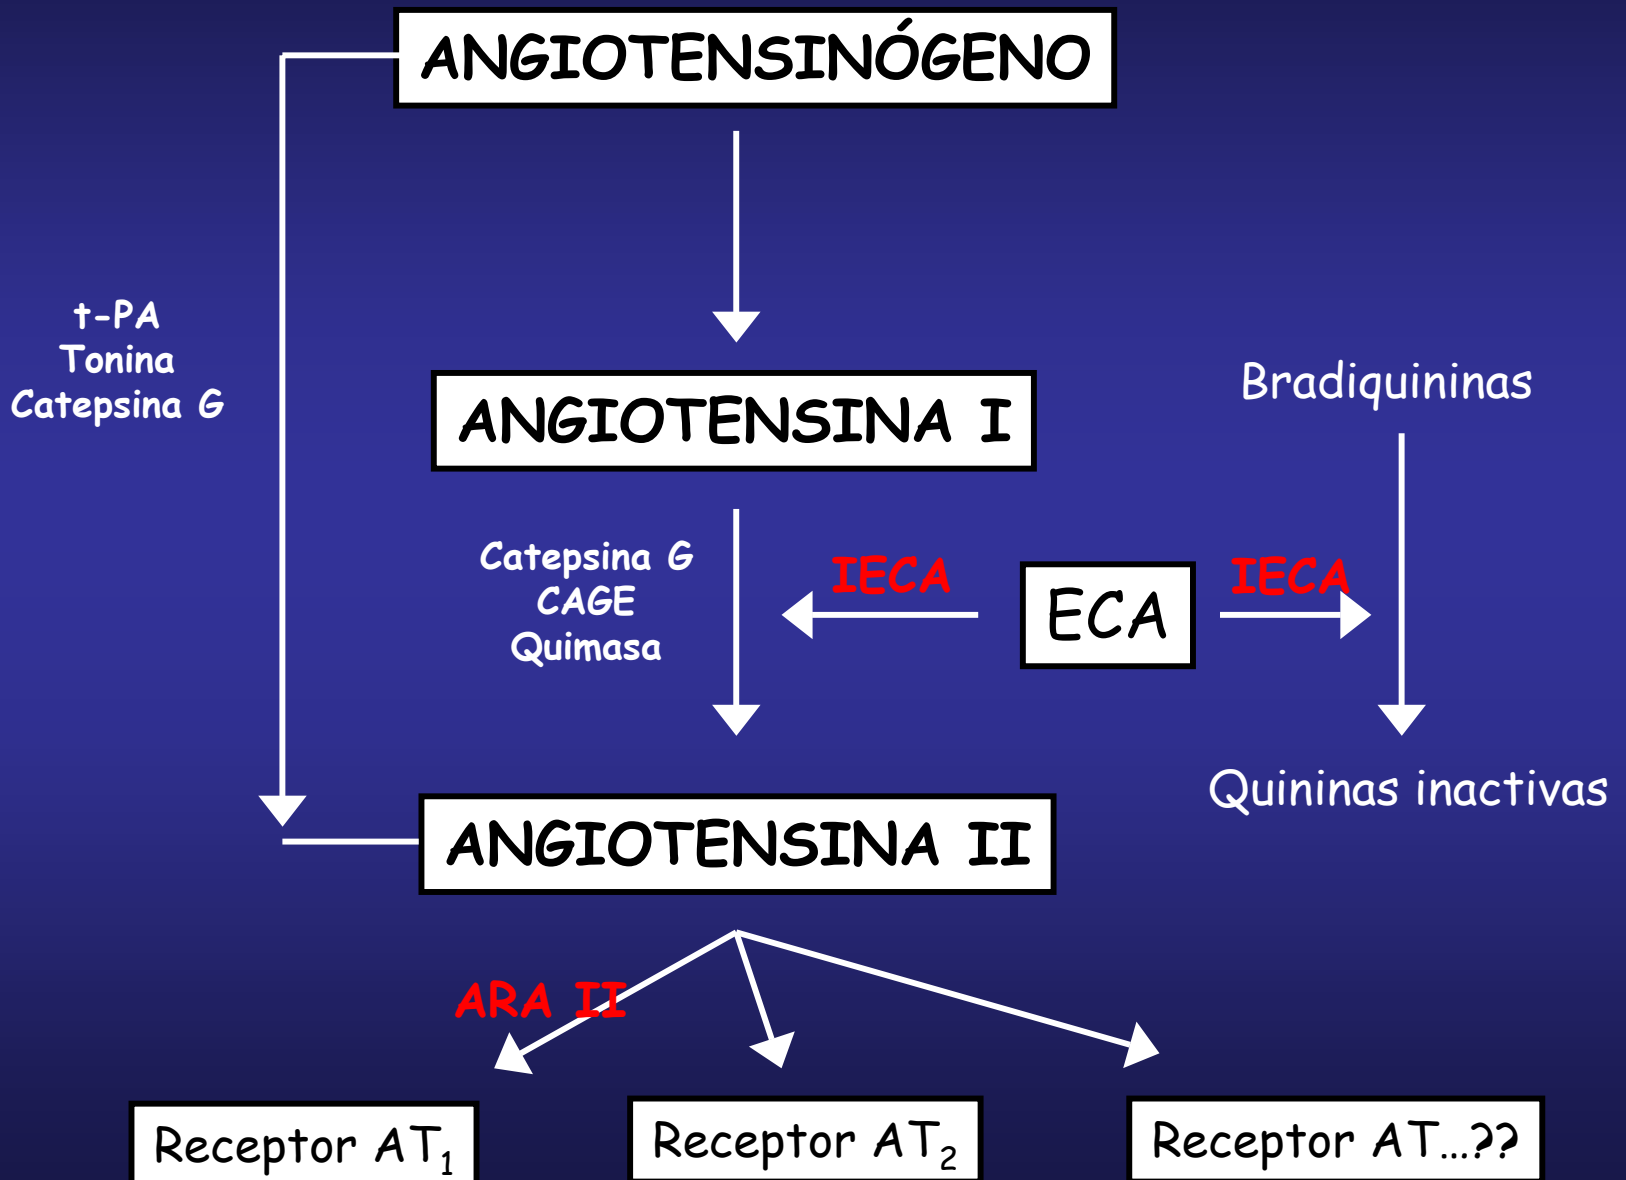 ANGIOTENSINÓGENO
t-PA
Tonina
Catepsina G
Bradiquininas
ANGIOTENSINA I
Catepsina G
CAGE
Quimasa
IECA
ECA
IECA
Quininas inactivas
ANGIOTENSINA II
ARA II
Receptor AT₁
Receptor AT₂
Receptor AT...??